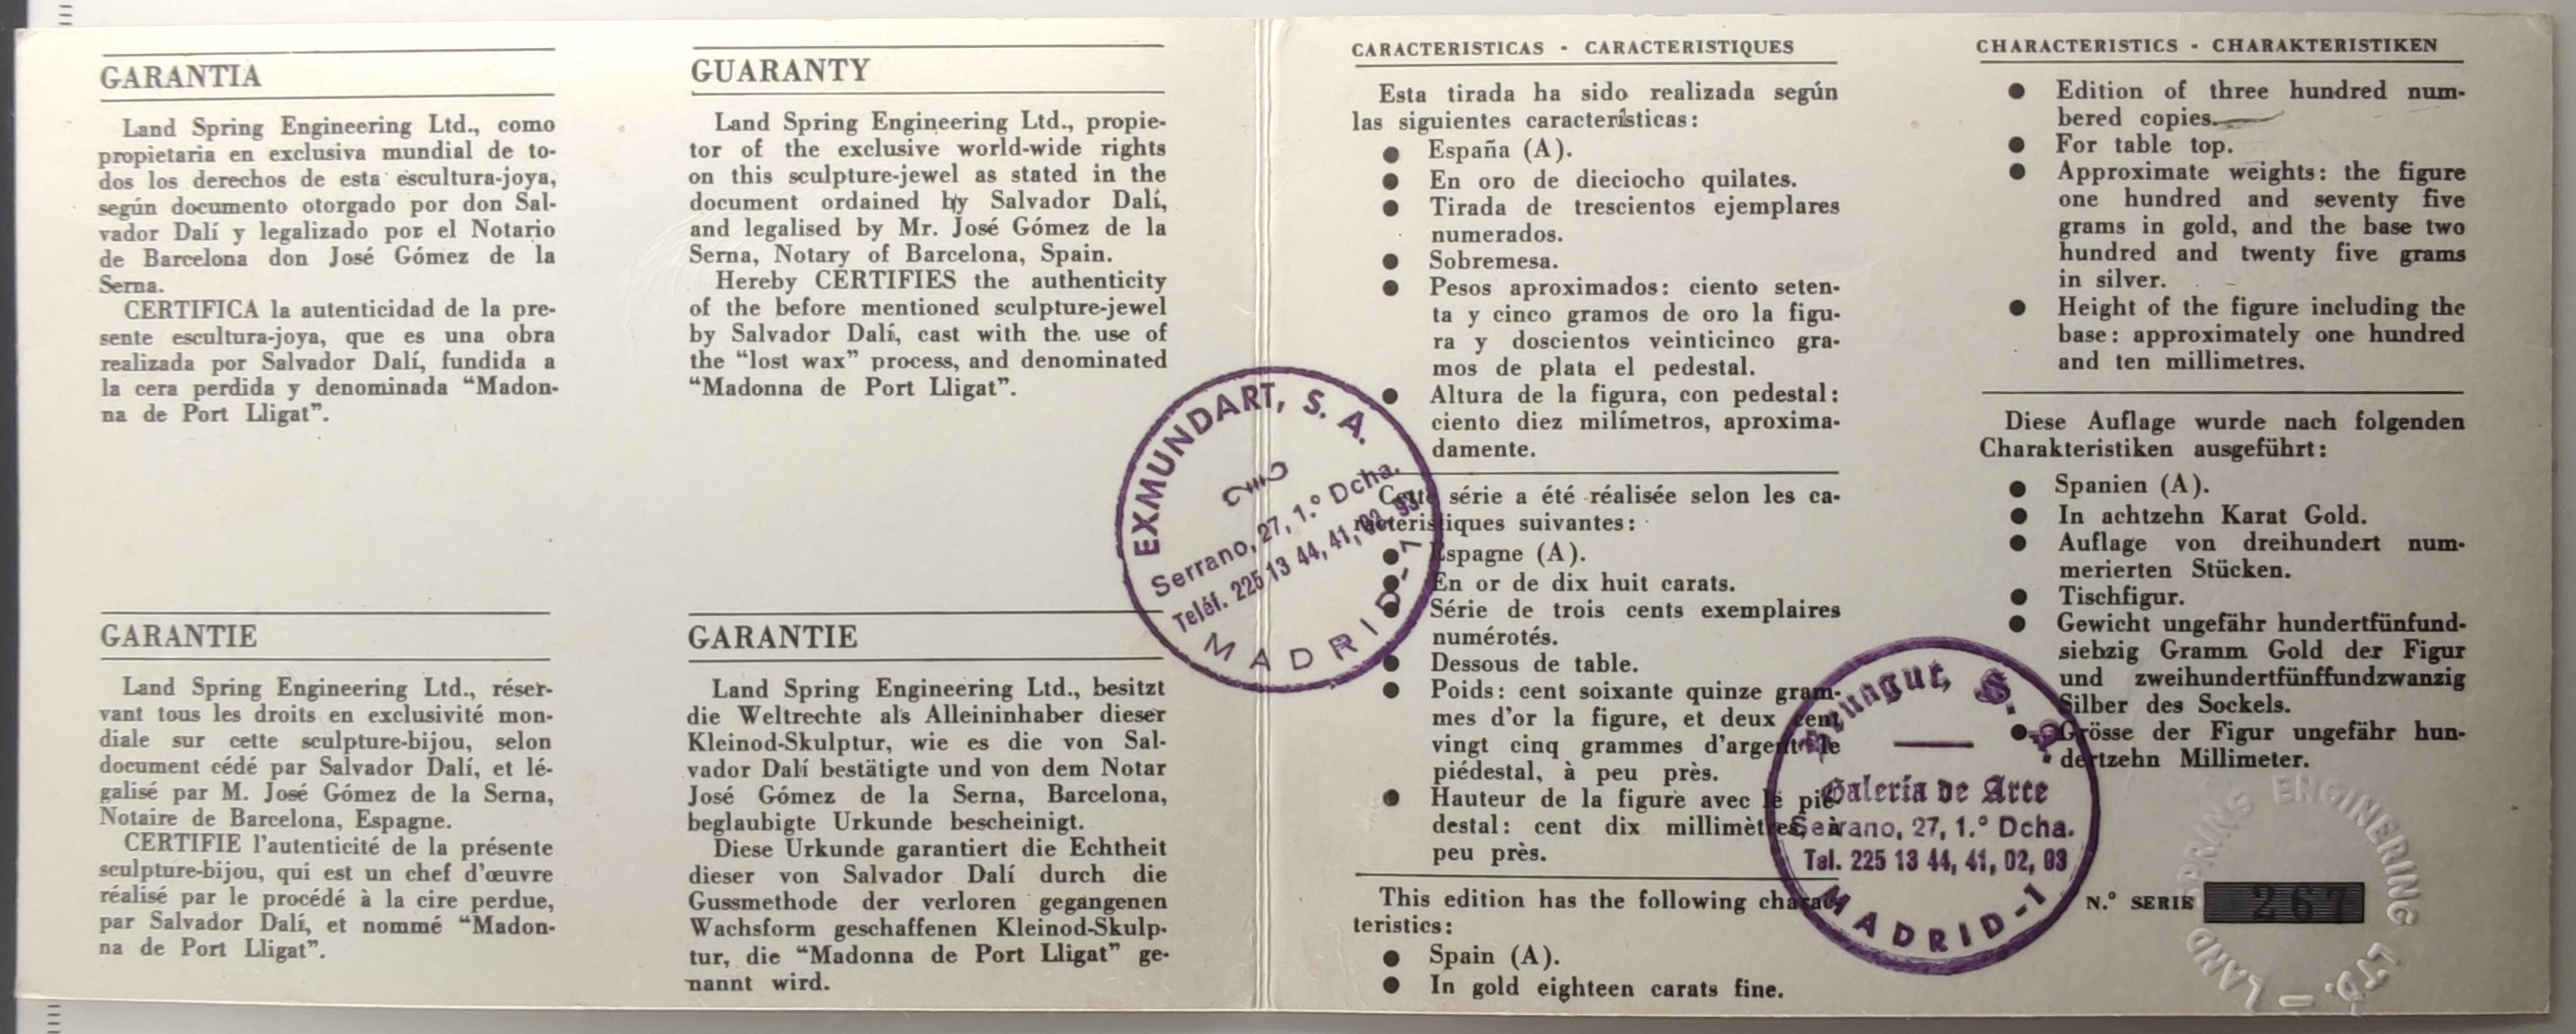 GARANTIA
Land Spring Engineering Ltd., como
propietaria en exclusiva mundial de to-
dos los derechos de esta escultura-joya,
según documento otorgado por don Sal-
vador Dalí y legalizado por el Notario
de Barcelona don José Gómez de la
Serna.
CERTIFICA la autenticidad de la pre-
sente escultura-joya, que es una obra
realizada por Salvador Dalí, fundida a
la cera perdida y denominada “Madon-
na de Port Lligat”.
GUARANTY
Land Spring Engineering Ltd., propie-
tor of the exclusive world-wide rights
on this sculpture-jewel as stated in the
document ordained by Salvador Dalí,
and legalised by Mr. José Gómez de la
Serna, Notary of Barcelona, Spain.
Hereby CERTIFIES the authenticity
of the before mentioned sculpture-jewel
by Salvador Dalí, cast with the use of
the “lost wax” process, and denominated
“Madonna de Port Lligat”.
GARANTIE
Land Spring Engineering Ltd., réser-
vant tous les droits en exclusivité mon-
diale sur cette sculpture-bijou, selon
document cédé par Salvador Dalí, et lé-
galisé par M. José Gómez de la Serna,
Notaire de Barcelona, Espagne.
CERTIFIE l’autenticité de la présente
sculpture-bijou, qui est un chef d’œuvre
réalisé par le procédé à la cire perdue,
par Salvador Dalí, et nommé “Madon-
na de Port Lligat”.
GARANTIE
Land Spring Engineering Ltd., besitzt
die Weltrechte als Alleininhaber dieser
Kleinod-Skulptur, wie es die von Sal-
vador Dalí bestätigte und von dem Notar
José Gómez de la Serna, Barcelona,
beglaubigte Urkunde bescheinigt.
Diese Urkunde garantiert die Echtheit
dieser von Salvador Dalí durch die
Gussmethode der verloren gegangenen
Wachsform geschaffenen Kleinod-Skulp-
tur, die “Madonna de Port Lligat” ge-
nannt wird.
EXMUNDART, S. A.
Serrano, 27, 1.º Dcha.
Teléf. 225 13 44, 41, 02, 93
MADRID-1
CARACTERISTICAS - CARACTERISTIQUES
Esta tirada ha sido realizada según
las siguientes características:
● España (A).
● En oro de dieciocho quilates.
● Tirada de trescientos ejemplares
numerados.
● Sobremesa.
● Pesos aproximados: ciento seten-
ta y cinco gramos de oro la figu-
ra y doscientos veinticinco gra-
mos de plata el pedestal.
● Altura de la figura, con pedestal:
ciento diez milímetros, aproxima-
damente.
Cette série a été réalisée selon les ca-
racteristiques suivantes:
● Espagne (A).
● En or de dix huit carats.
● Série de trois cents exemplaires
numérotés.
● Dessous de table.
● Poids: cent soixante quinze gram-
mes d’or la figure, et deux cent
vingt cinq grammes d’argent le
piédestal, à peu près.
● Hauteur de la figure avec le pié-
destal: cent dix millimètres, à
peu près.
This edition has the following charac-
teristics:
● Spain (A).
● In gold eighteen carats fine.
CHARACTERISTICS - CHARAKTERISTIKEN
● Edition of three hundred num-
bered copies.
● For table top.
● Approximate weights: the figure
one hundred and seventy five
grams in gold, and the base two
hundred and twenty five grams
in silver.
● Height of the figure including the
base: approximately one hundred
and ten millimetres.
Diese Auflage wurde nach folgenden
Charakteristiken ausgeführt:
● Spanien (A).
● In achtzehn Karat Gold.
● Auflage von dreihundert num-
merierten Stücken.
● Tischfigur.
● Gewicht ungefähr hundertfünfund-
siebzig Gramm Gold der Figur
und zweihundertfünffundzwanzig
Silber des Sockels.
● Grösse der Figur ungefähr hun-
dertzehn Millimeter.
S. A.
Galería de Arte
Serrano, 27, 1.º Dcha.
Tel. 225 13 44, 41, 02, 03
MADRID-1
N.º SERIE 267
LAND SPRING ENGINERING LTD.